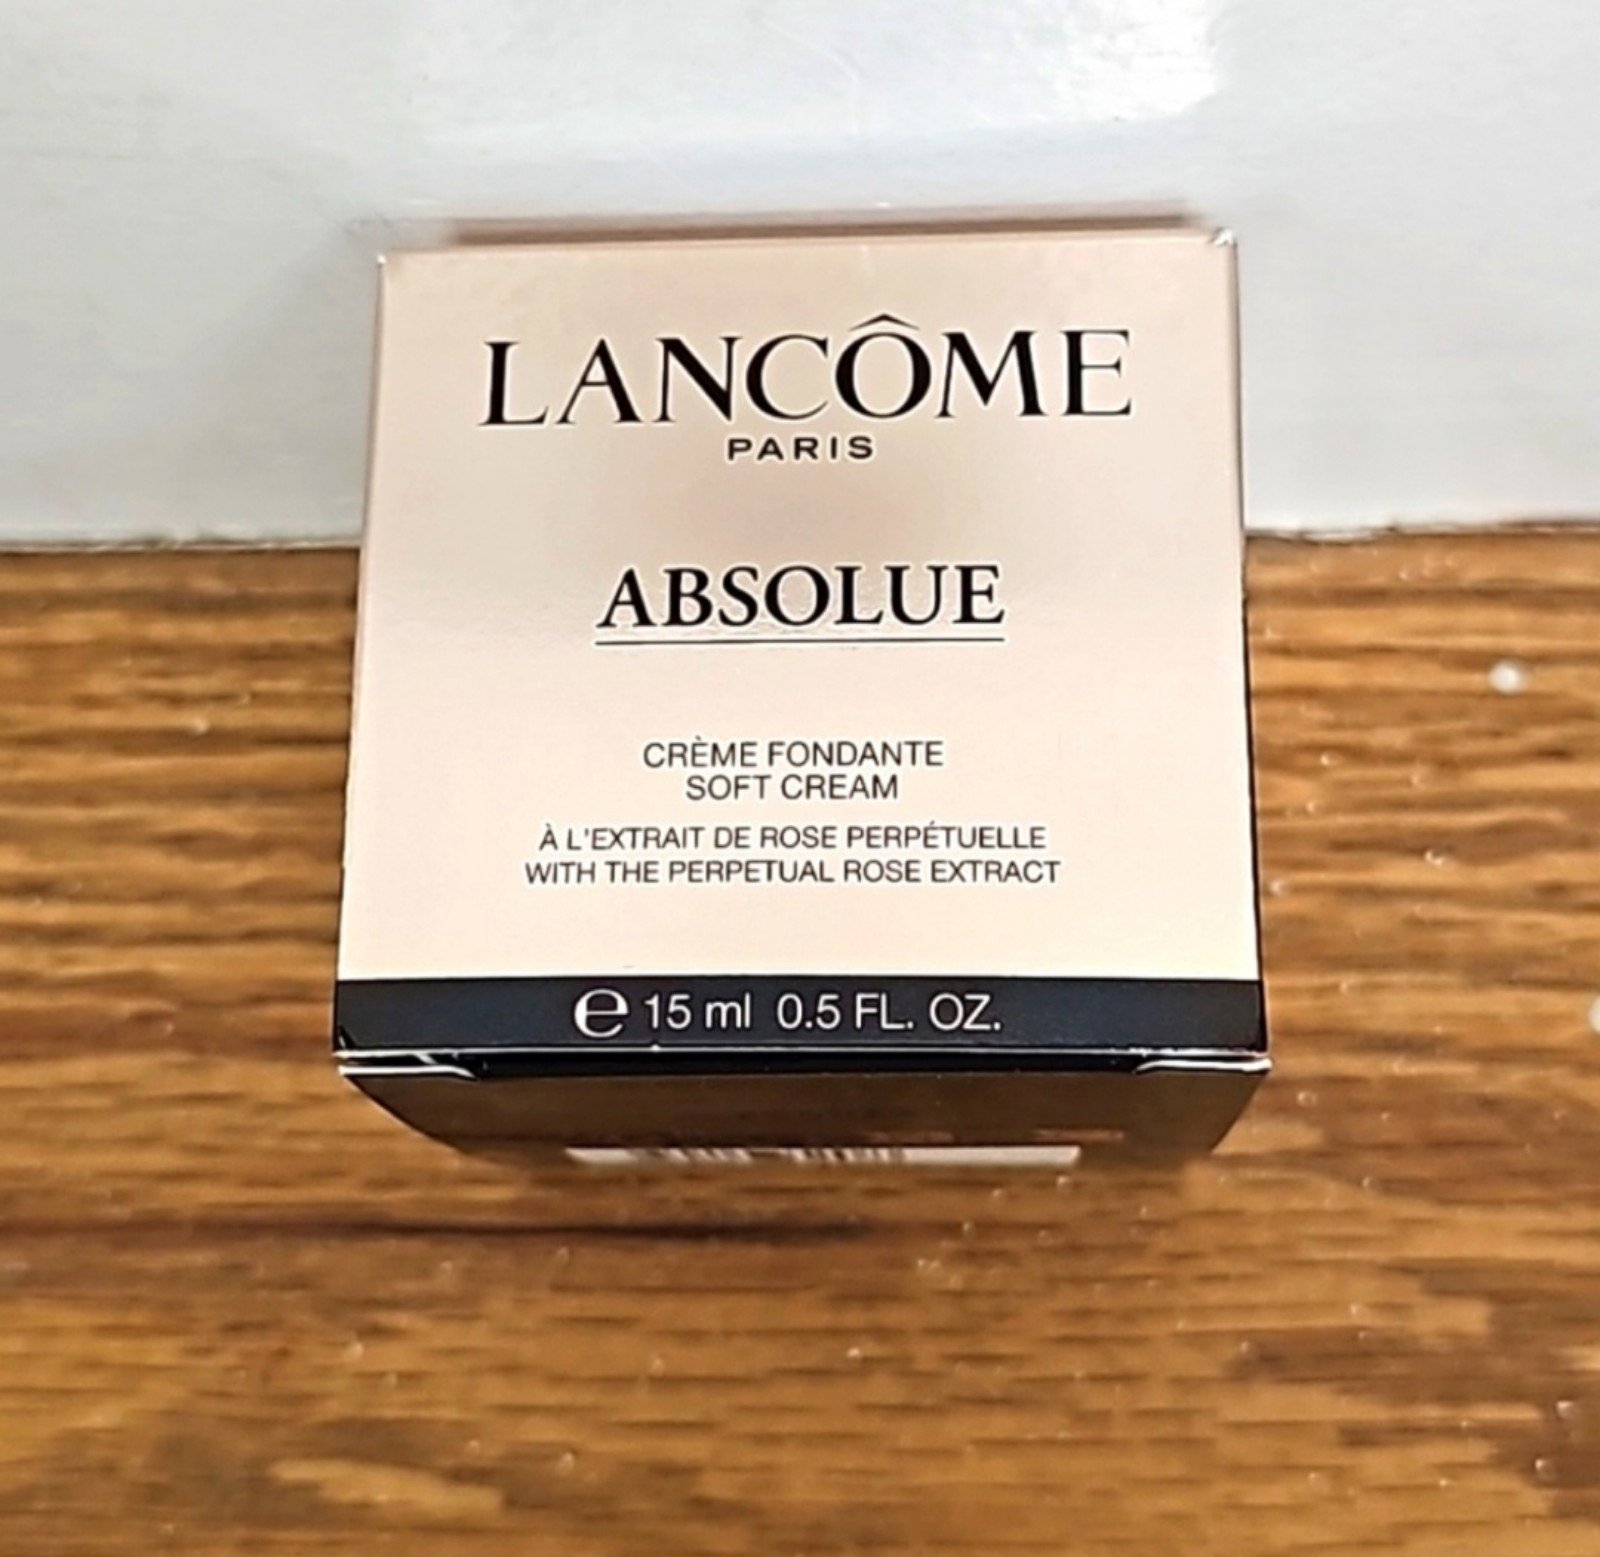 LANCÔME
PARIS
ABSOLUE
CRÈME FONDANTE
SOFT CREAM
À L'EXTRAIT DE ROSE PERPÉTUELLE
WITH THE PERPETUAL ROSE EXTRACT
e 15 ml 0.5 FL. OZ.